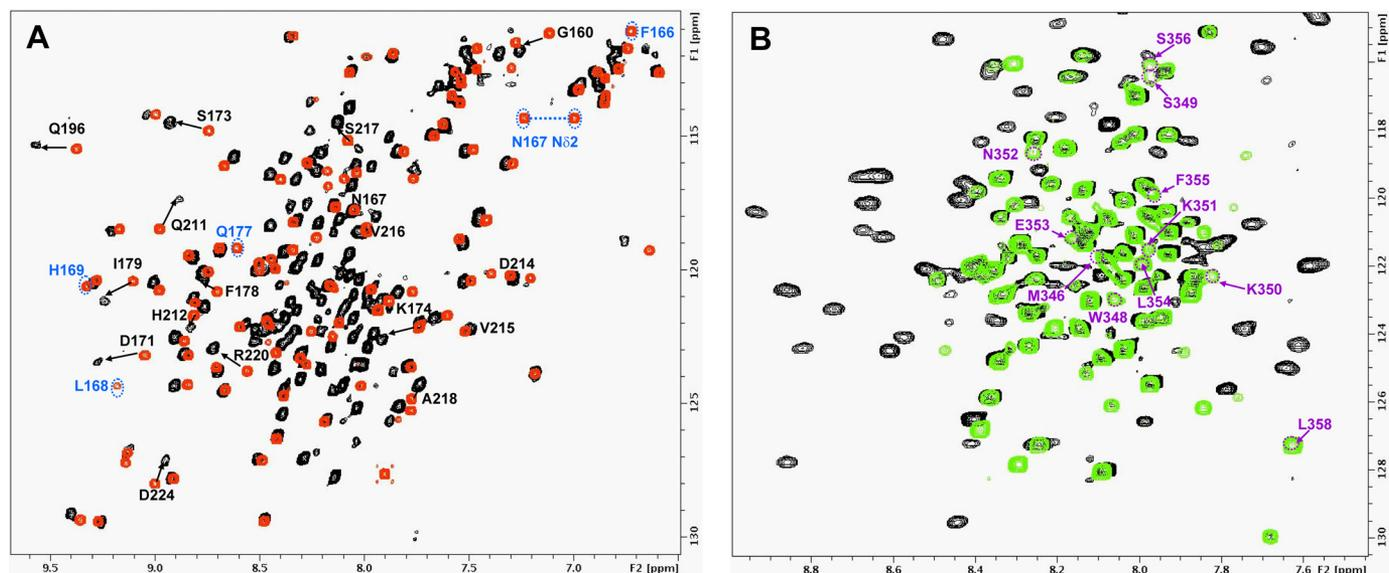 A
G160
F166
F1 [ppm]
S173
Q196
S217
N167 Nδ2
115
N167
Q211
V216
Q177
H169
I179
F178
D214
120
K174
H212
V215
D171
R220
L168
A218
125
D224
130
9.5 9.0 8.5 8.0 7.5 7.0 F2 [ppm]
B
S356
F1 [ppm]
S349
118
N352
F355
120
K351
E353
122
K350
M346
L354
W348
124
126
L358
128
130
8.8 8.6 8.4 8.2 8.0 7.8 7.6 F2 [ppm]